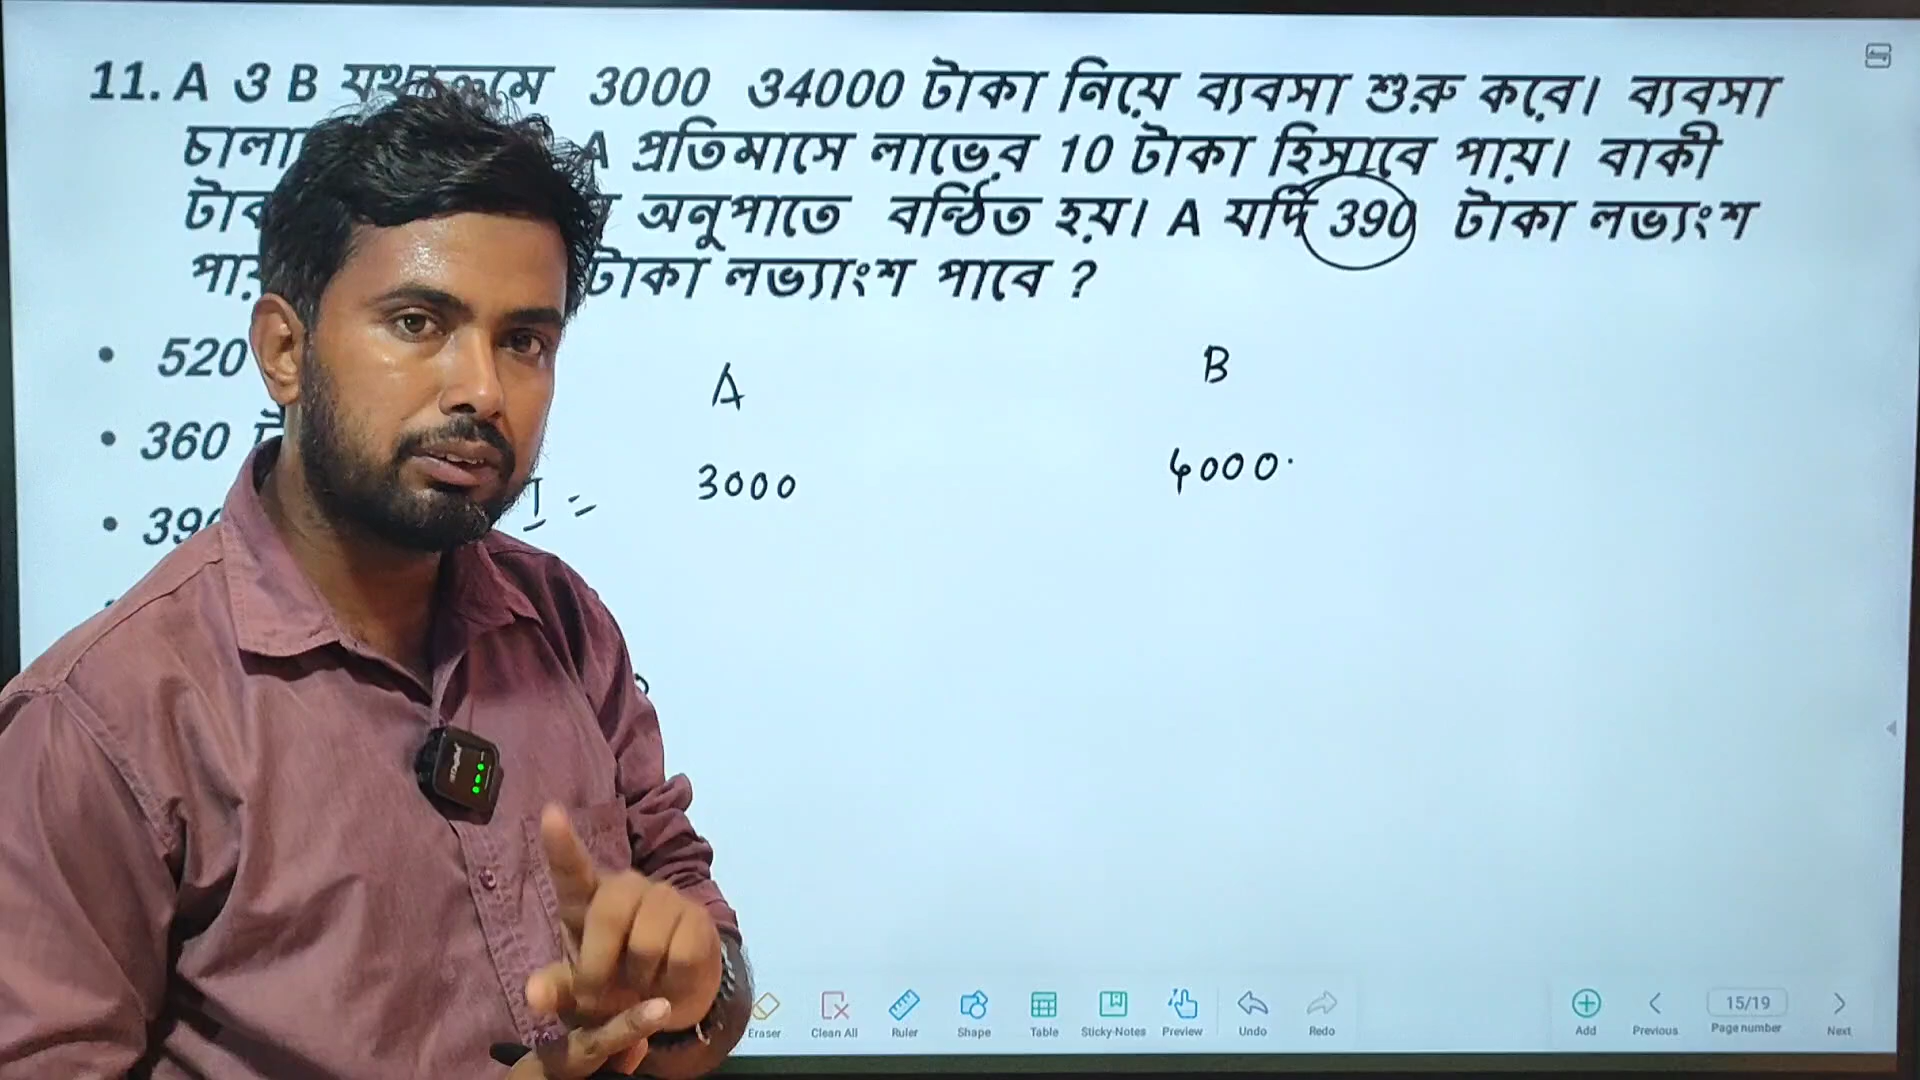 11. A ও B যথাক্রমে 3000 ও4000 টাকা নিয়ে ব্যবসা শুরু করে। ব্যবসা
A প্রতিমাসে লাভের 10 টাকা হিসাবে পায়। বাকী
অনুপাতে বন্ঠিত হয়। A যদি 390 টাকা লভ্যংশ
টাকা লভ্যাংশ পাবে ?
• 520
A
B
• 360
3000
4000
I =
Eraser Clean All Ruler Shape Table Sticky-Notes Preview Undo Redo Add Previous 15/19 Page number Next